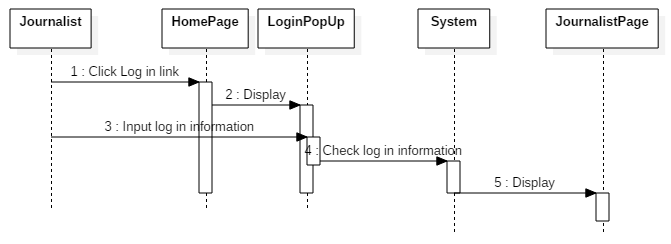 Journalist
HomePage
LoginPopUp
System
JournalistPage
1 : Click Log in link
2 : Display
3 : Input log in information
4 : Check log in information
5 : Display